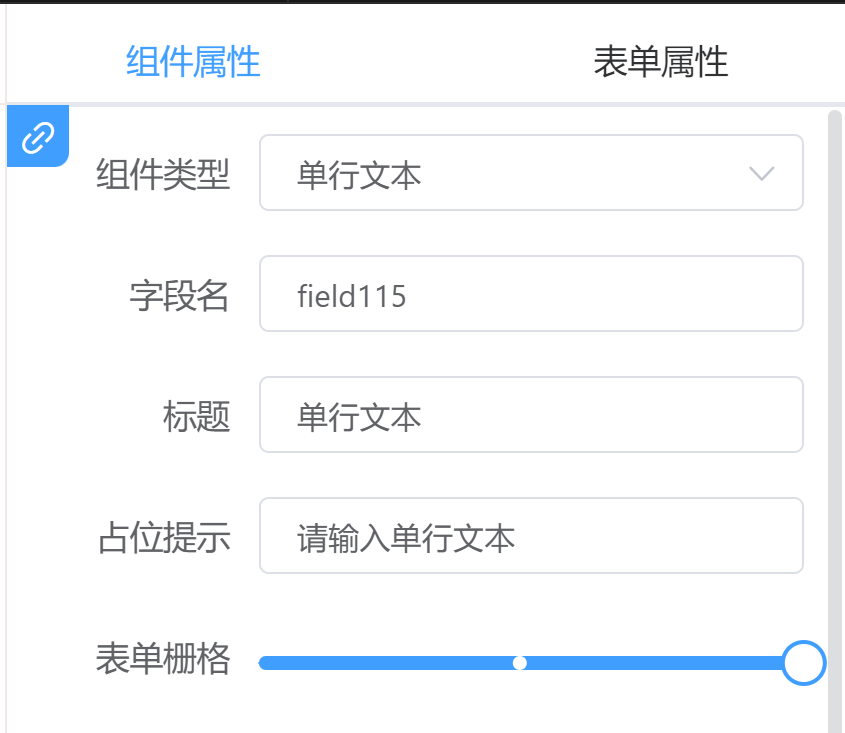 组件属性 表单属性
组件类型 单行文本
字段名 field115
标题 单行文本
占位提示 请输入单行文本
表单栅格